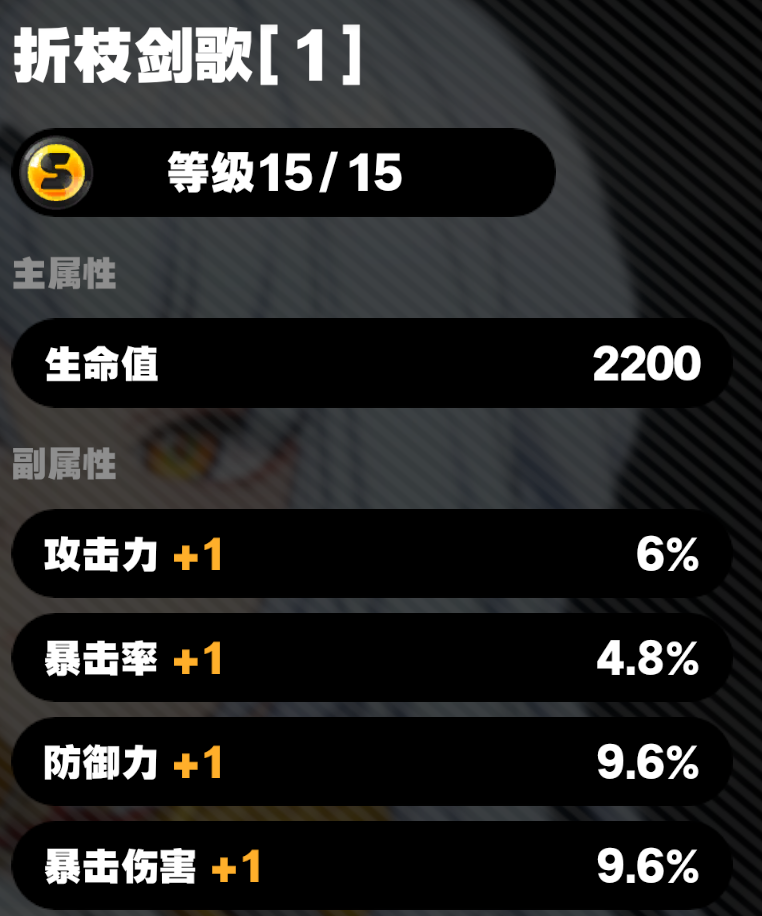 折枝剑歌[1]
S 等级15/15
主属性
生命值 2200
副属性
攻击力 +1 6%
暴击率 +1 4.8%
防御力 +1 9.6%
暴击伤害 +1 9.6%